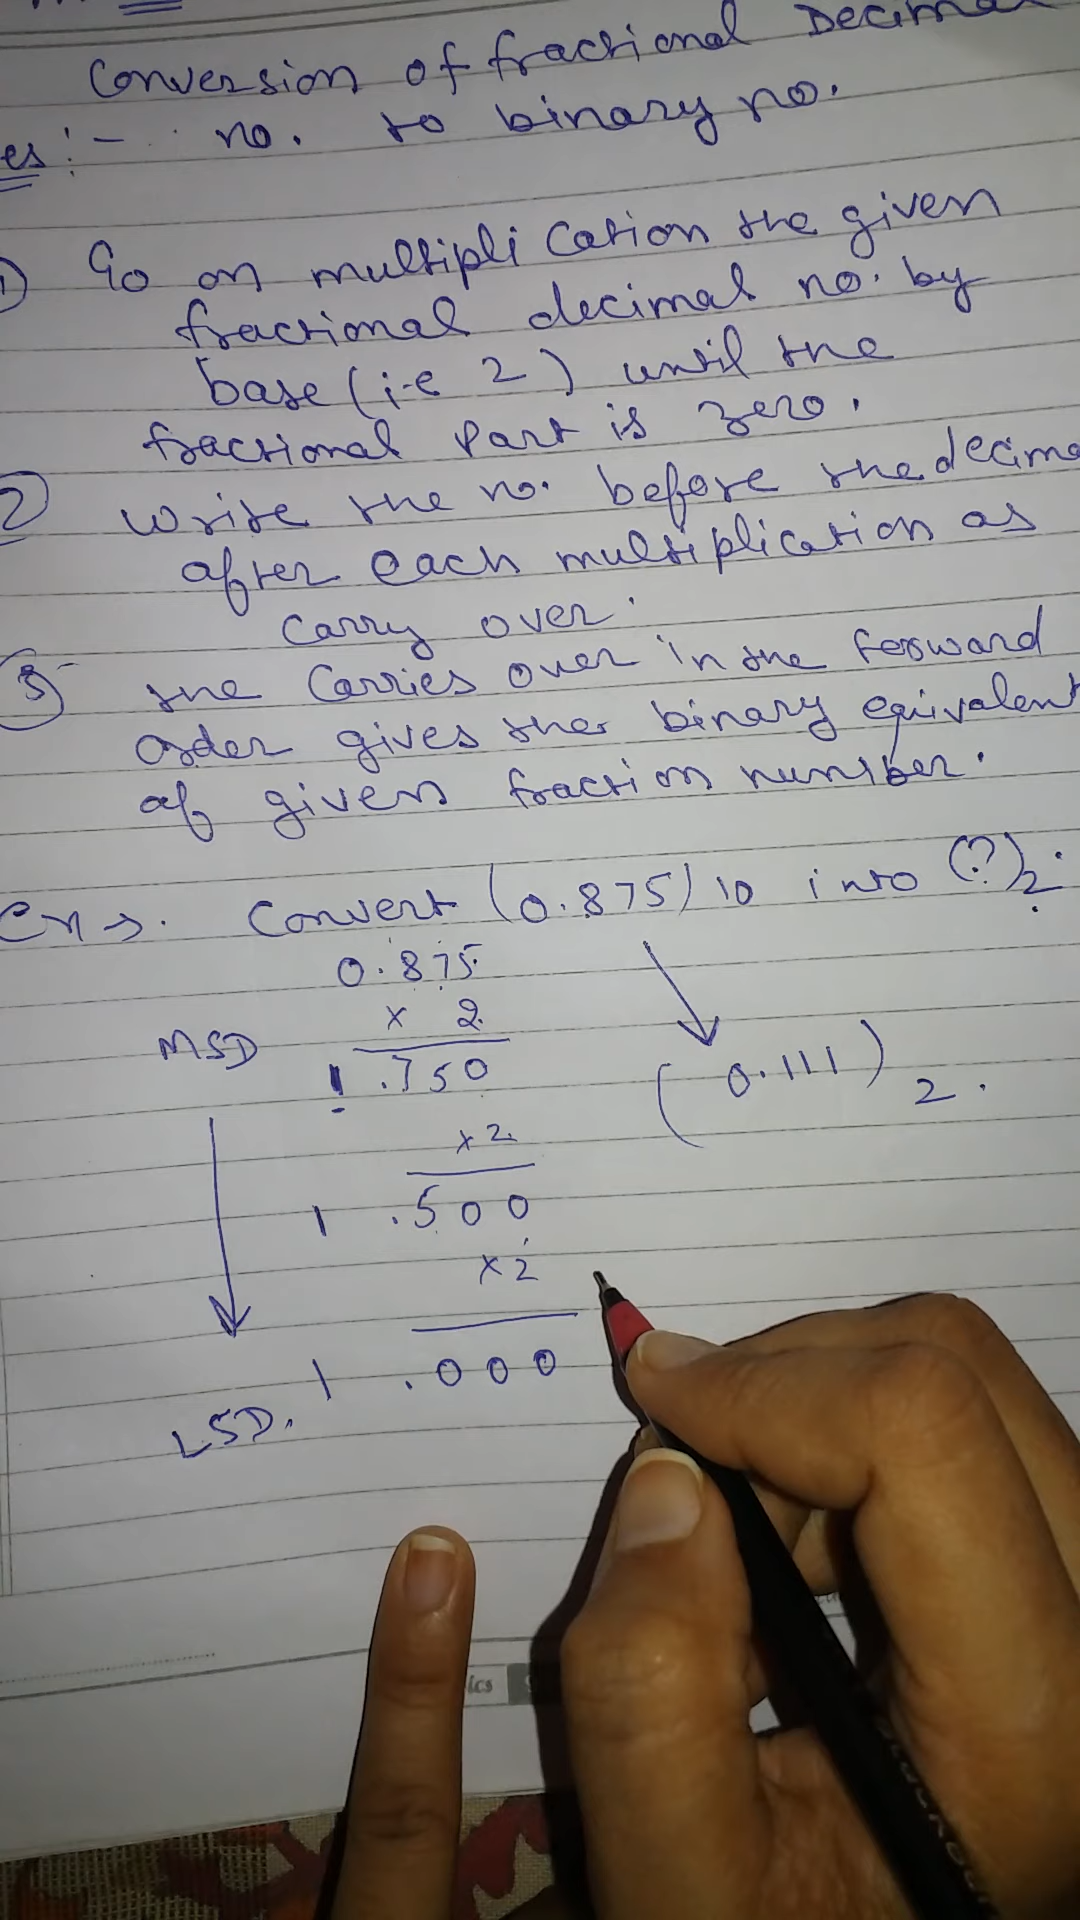 Conversion of fractional Decimal
es :- no. to binary no.
1) Go on multiplication the given
fractional decimal no. by
base (i-e 2) until the
fractional Part is zero.
2 write the no. before the decima
after each multiplication as
carry over.
3 the Carries over in the forward
order gives the binary equivalent
of given fraction number.
Ex →. Convert (0.875)10 into (?)2.
0.875
x 2
MSD
1 .750
(0.111)2.
x2
1 .500
x2
1 .000
LSD.
ics